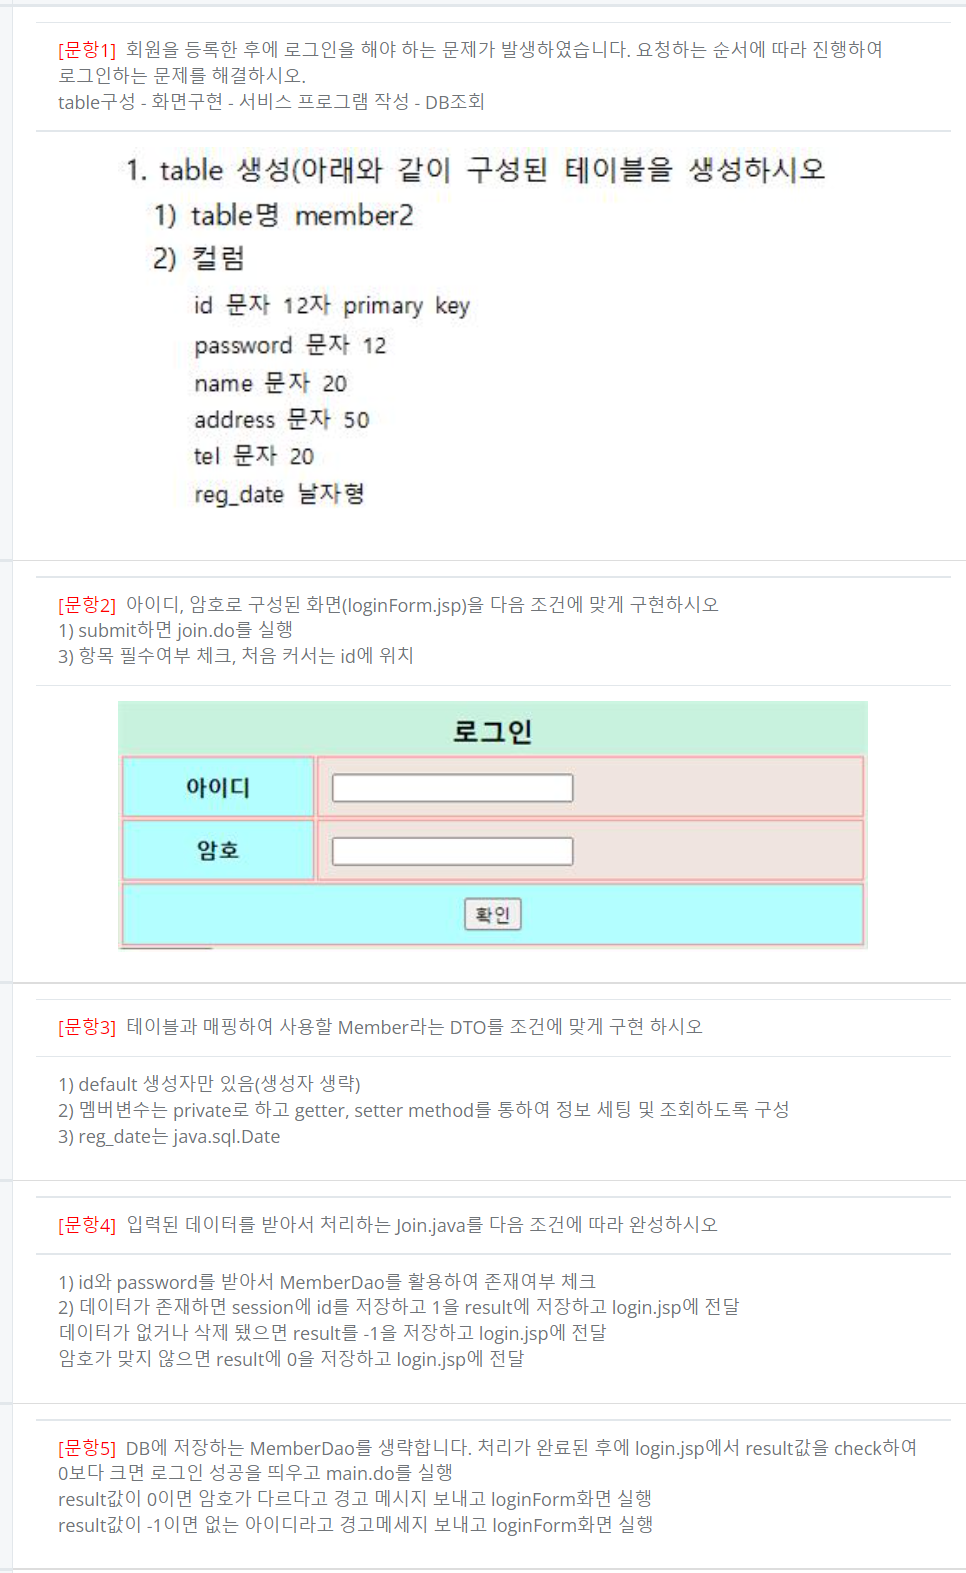 [문항1] 회원을 등록한 후에 로그인을 해야 하는 문제가 발생하였습니다. 요청하는 순서에 따라 진행하여
로그인하는 문제를 해결하시오.
table구성 - 화면구현 - 서비스 프로그램 작성 - DB조회
1. table 생성(아래와 같이 구성된 테이블을 생성하시오
1) table명 member2
2) 컬럼
id 문자 12자 primary key
password 문자 12
name 문자 20
address 문자 50
tel 문자 20
reg_date 날자형
[문항2] 아이디, 암호로 구성된 화면(loginForm.jsp)을 다음 조건에 맞게 구현하시오
1) submit하면 join.do를 실행
3) 항목 필수여부 체크, 처음 커서는 id에 위치
로그인
아이디
암호
확인
[문항3] 테이블과 매핑하여 사용할 Member라는 DTO를 조건에 맞게 구현 하시오
1) default 생성자만 있음(생성자 생략)
2) 멤버변수는 private로 하고 getter, setter method를 통하여 정보 세팅 및 조회하도록 구성
3) reg_date는 java.sql.Date
[문항4] 입력된 데이터를 받아서 처리하는 Join.java를 다음 조건에 따라 완성하시오
1) id와 password를 받아서 MemberDao를 활용하여 존재여부 체크
2) 데이터가 존재하면 session에 id를 저장하고 1을 result에 저장하고 login.jsp에 전달
데이터가 없거나 삭제 됐으면 result를 -1을 저장하고 login.jsp에 전달
암호가 맞지 않으면 result에 0을 저장하고 login.jsp에 전달
[문항5] DB에 저장하는 MemberDao를 생략합니다. 처리가 완료된 후에 login.jsp에서 result값을 check하여
0보다 크면 로그인 성공을 띄우고 main.do를 실행
result값이 0이면 암호가 다르다고 경고 메시지 보내고 loginForm화면 실행
result값이 -1이면 없는 아이디라고 경고메세지 보내고 loginForm화면 실행